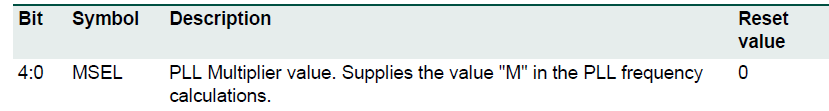 Bit Symbol Description Reset
value
4:0 MSEL PLL Multiplier value. Supplies the value "M" in the PLL frequency 0
calculations.